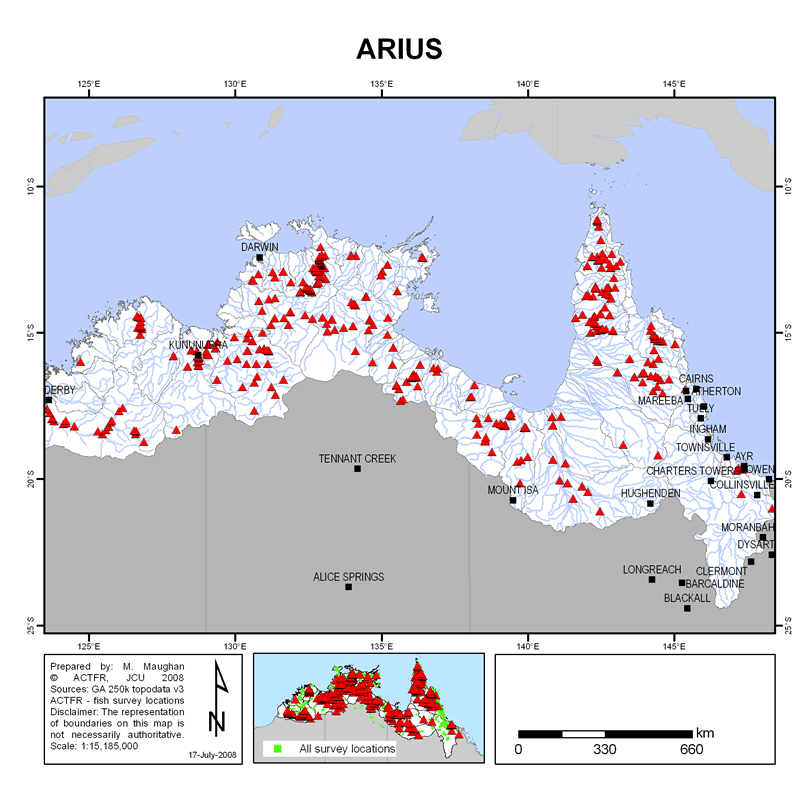 ARIUS
125°E 130°E 135°E 140°E 145°E
10°S 10°S
DARWIN
15°S 15°S
KUNUNURRA
CAIRNS
DERBY
MAREEBA
TULLY
INGHAM
TOWNSVILLE
AYR
TENNANT CREEK
CHARTERS TOWERS
20°S 20°S
COLLINSVILLE
MOUNT ISA
HUGHENDEN
MORANBAH
DYSART
LONGREACH
CLERMONT
ALICE SPRINGS
BARCALDINE
BLACKALL
25°S 25°S
125°E 130°E 135°E 140°E 145°E
Prepared by: M. Maughan
© ACTFR, JCU 2008
Sources: GA 250k topodata v3
ACTFR - fish survey locations
Disclaimer: The representation
of boundaries on this map is
not necessarily authoritative.
Scale: 1:15,185,000
17-July-2008
N
All survey locations
km
0 330 660